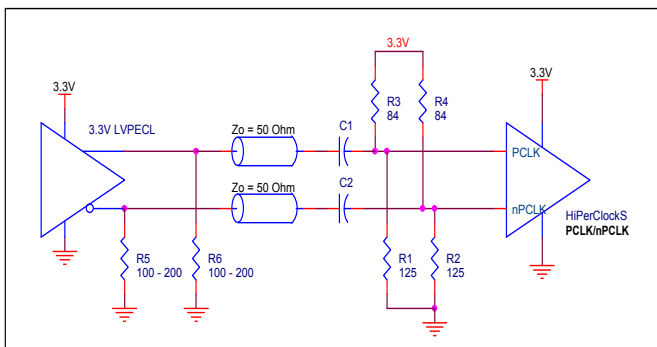 3.3V
3.3V
3.3V
R3
84
R4
84
3.3V LVPECL
Zo = 50 Ohm
C1
PCLK
Zo = 50 Ohm
C2
nPCLK
HiPerClockS
PCLK/nPCLK
R5
100 - 200
R6
100 - 200
R1
125
R2
125